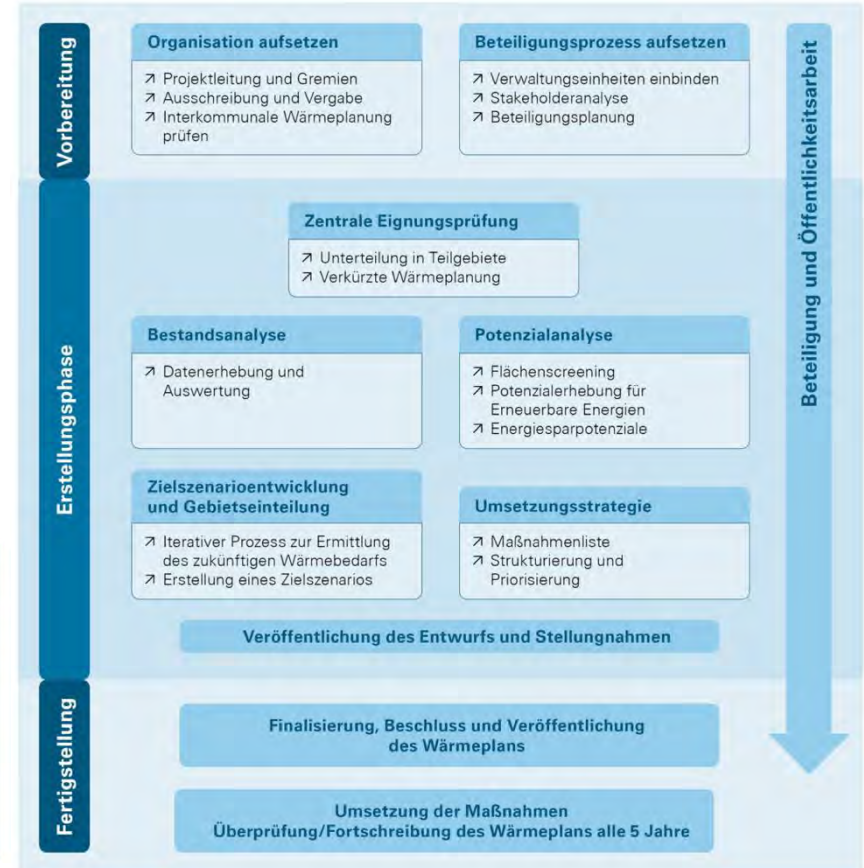 Vorbereitung
Organisation aufsetzen
↗ Projektleitung und Gremien
↗ Ausschreibung und Vergabe
↗ Interkommunale Wärmeplanung
prüfen
Beteiligungsprozess aufsetzen
↗ Verwaltungseinheiten einbinden
↗ Stakeholderanalyse
↗ Beteiligungsplanung
Beteiligung und Öffentlichkeitsarbeit
Erstellungsphase
Zentrale Eignungsprüfung
↗ Unterteilung in Teilgebiete
↗ Verkürzte Wärmeplanung
Bestandsanalyse
↗ Datenerhebung und
Auswertung
Potenzialanalyse
↗ Flächenscreening
↗ Potenzialerhebung für
Erneuerbare Energien
↗ Energiesparpotenziale
Zielszenarioentwicklung
und Gebietseinteilung
↗ Iterativer Prozess zur Ermittlung
des zukünftigen Wärmebedarfs
↗ Erstellung eines Zielszenarios
Umsetzungsstrategie
↗ Maßnahmenliste
↗ Strukturierung und
Priorisierung
Veröffentlichung des Entwurfs und Stellungnahmen
Fertigstellung
Finalisierung, Beschluss und Veröffentlichung
des Wärmeplans
Umsetzung der Maßnahmen
Überprüfung/Fortschreibung des Wärmeplans alle 5 Jahre